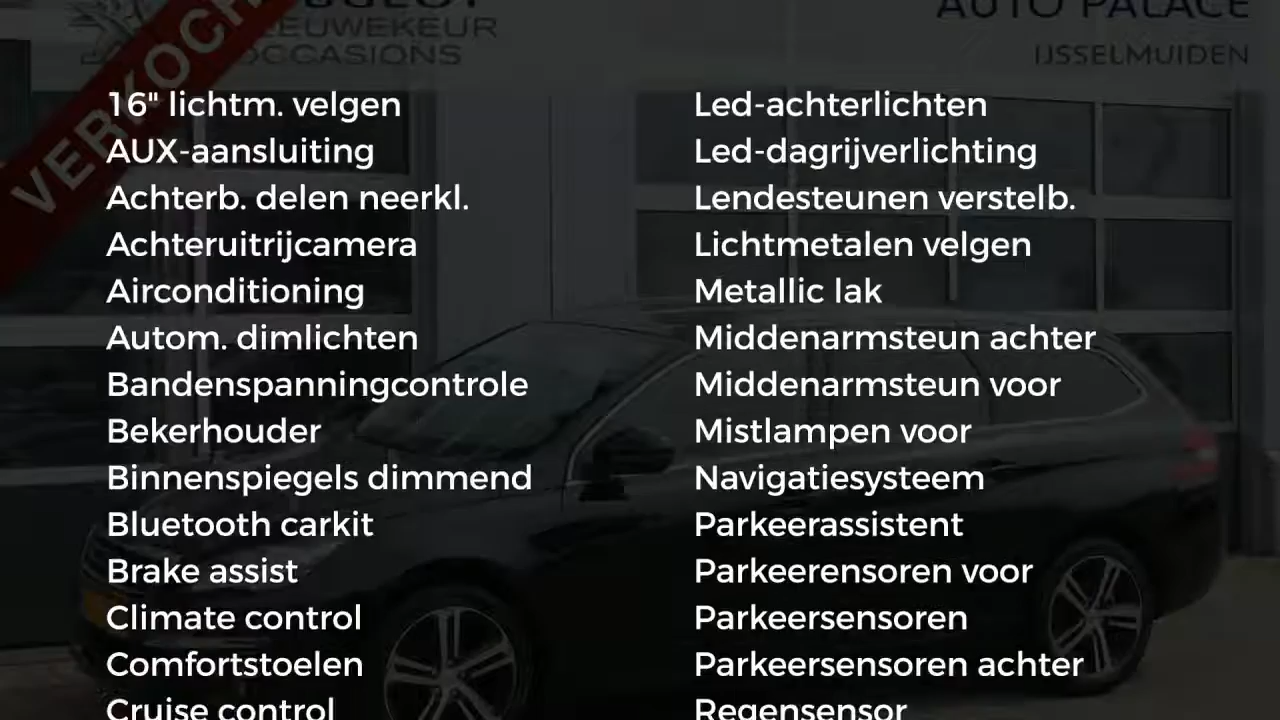 AUTO PALACE
IJSSELMUIDEN
OCCASIONS
16" lichtm. velgen
AUX-aansluiting
Achterb. delen neerkl.
Achteruitrijcamera
Airconditioning
Autom. dimlichten
Bandenspanningcontrole
Bekerhouder
Binnenspiegels dimmend
Bluetooth carkit
Brake assist
Climate control
Comfortstoelen
Cruise control
Led-achterlichten
Led-dagrijverlichting
Lendesteunen verstelb.
Lichtmetalen velgen
Metallic lak
Middenarmsteun achter
Middenarmsteun voor
Mistlampen voor
Navigatiesysteem
Parkeerassistent
Parkeerensoren voor
Parkeersensoren
Parkeersensoren achter
Regensensor